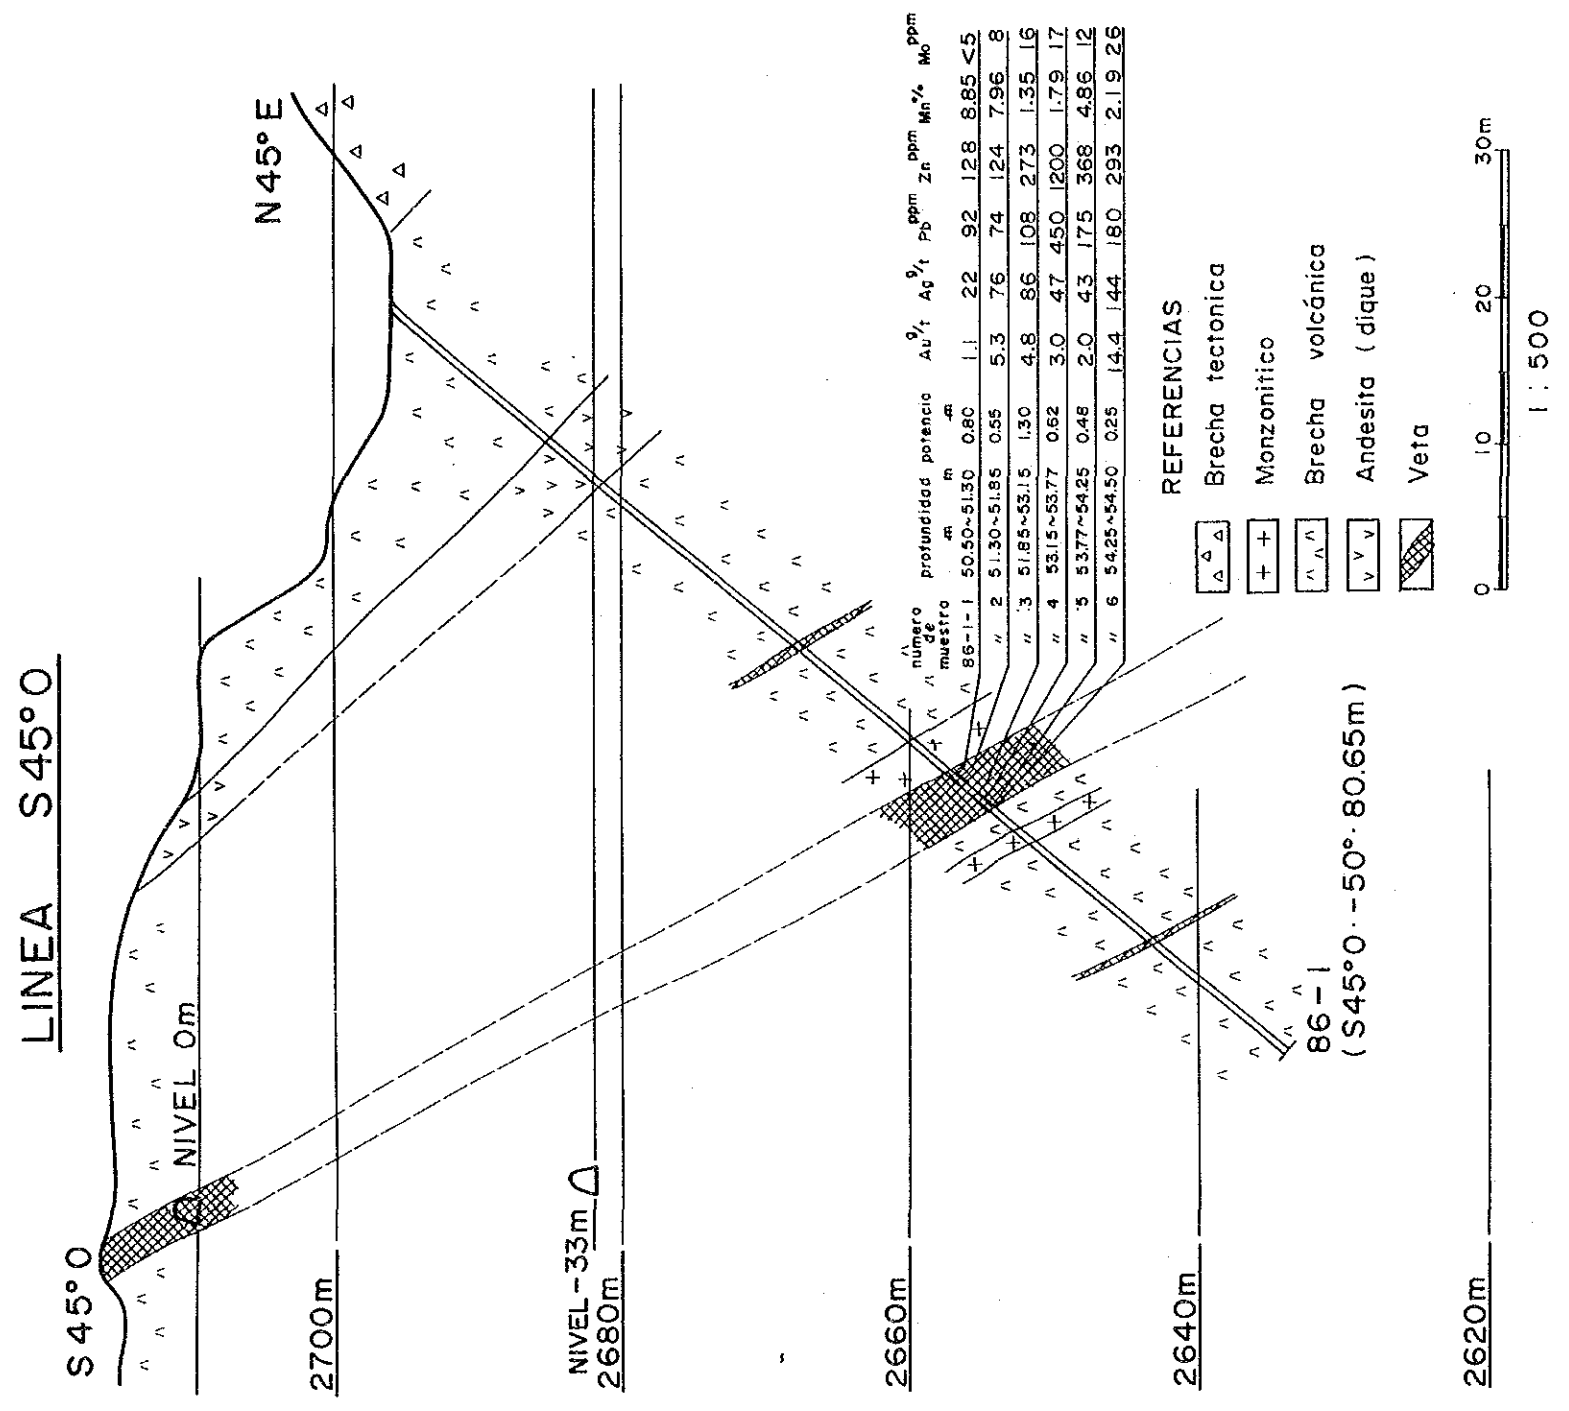 LINEA S45°O
S45°O
N45°E
NIVEL 0m
2700m
NIVEL-33m
2680m
2660m
2640m
2620m
número de muestra profundidad m potencia m Au g/t Ag g/t Pb ppm Zn ppm Mn % Mo ppm
86-1-1 50.50~51.30 0.80 1.1 22 92 128 8.85 <5
〃 2 51.30~51.85 0.55 5.3 76 74 124 7.96 8
〃 3 51.85~53.15 1.30 4.8 86 108 273 1.35 16
〃 4 53.15~53.77 0.62 3.0 47 450 1200 1.79 17
〃 5 53.77~54.25 0.48 2.0 43 175 368 4.86 12
〃 6 54.25~54.50 0.25 14.4 144 180 293 2.19 26
86-1
(S45°O·-50°·80.65m)
REFERENCIAS
Brecha tectonica
Monzonitico
Brecha volcánica
Andesita (dique)
Veta
0 10 20 30m
1:500